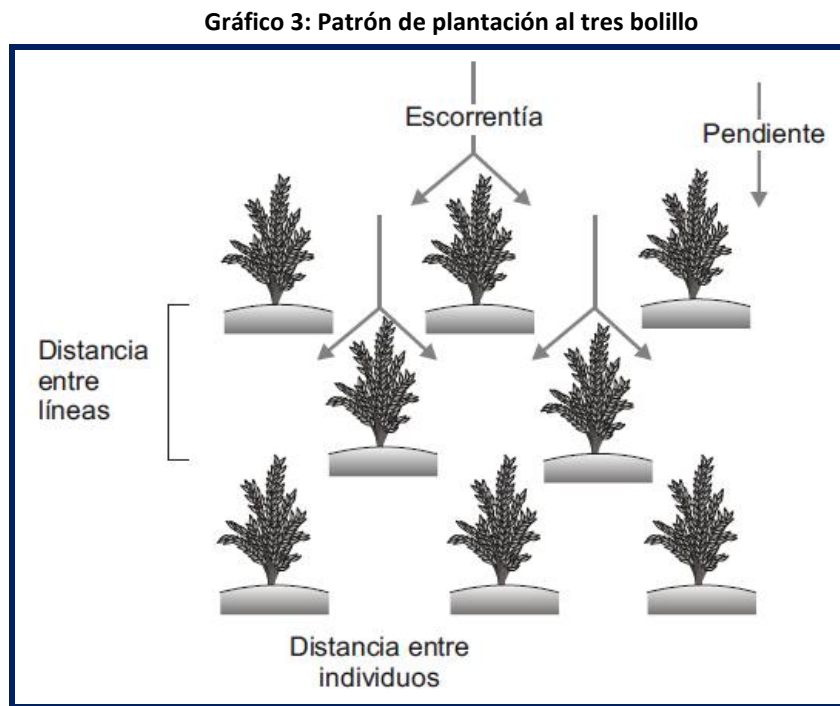 Gráfico 3: Patrón de plantación al tres bolillo
Escorrentía
Pendiente
Distancia
entre
líneas
Distancia entre
individuos